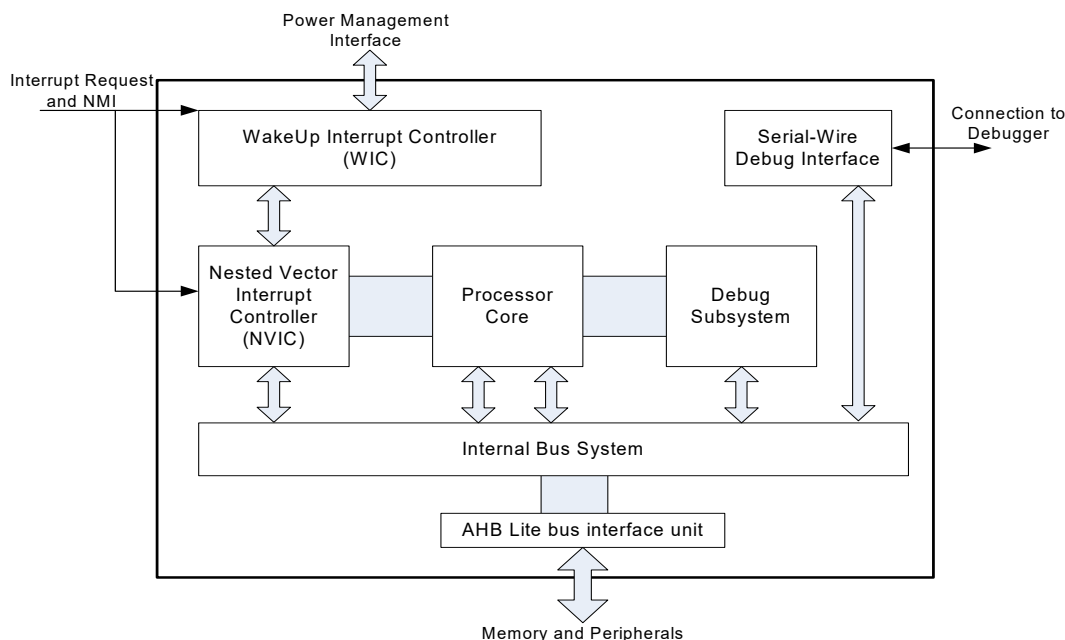 Power Management
Interface
Interrupt Request
and NMI
WakeUp Interrupt Controller
(WIC)
Serial-Wire
Debug Interface
Connection to
Debugger
Nested Vector
Interrupt
Controller
(NVIC)
Processor
Core
Debug
Subsystem
Internal Bus System
AHB Lite bus interface unit
Memory and Peripherals